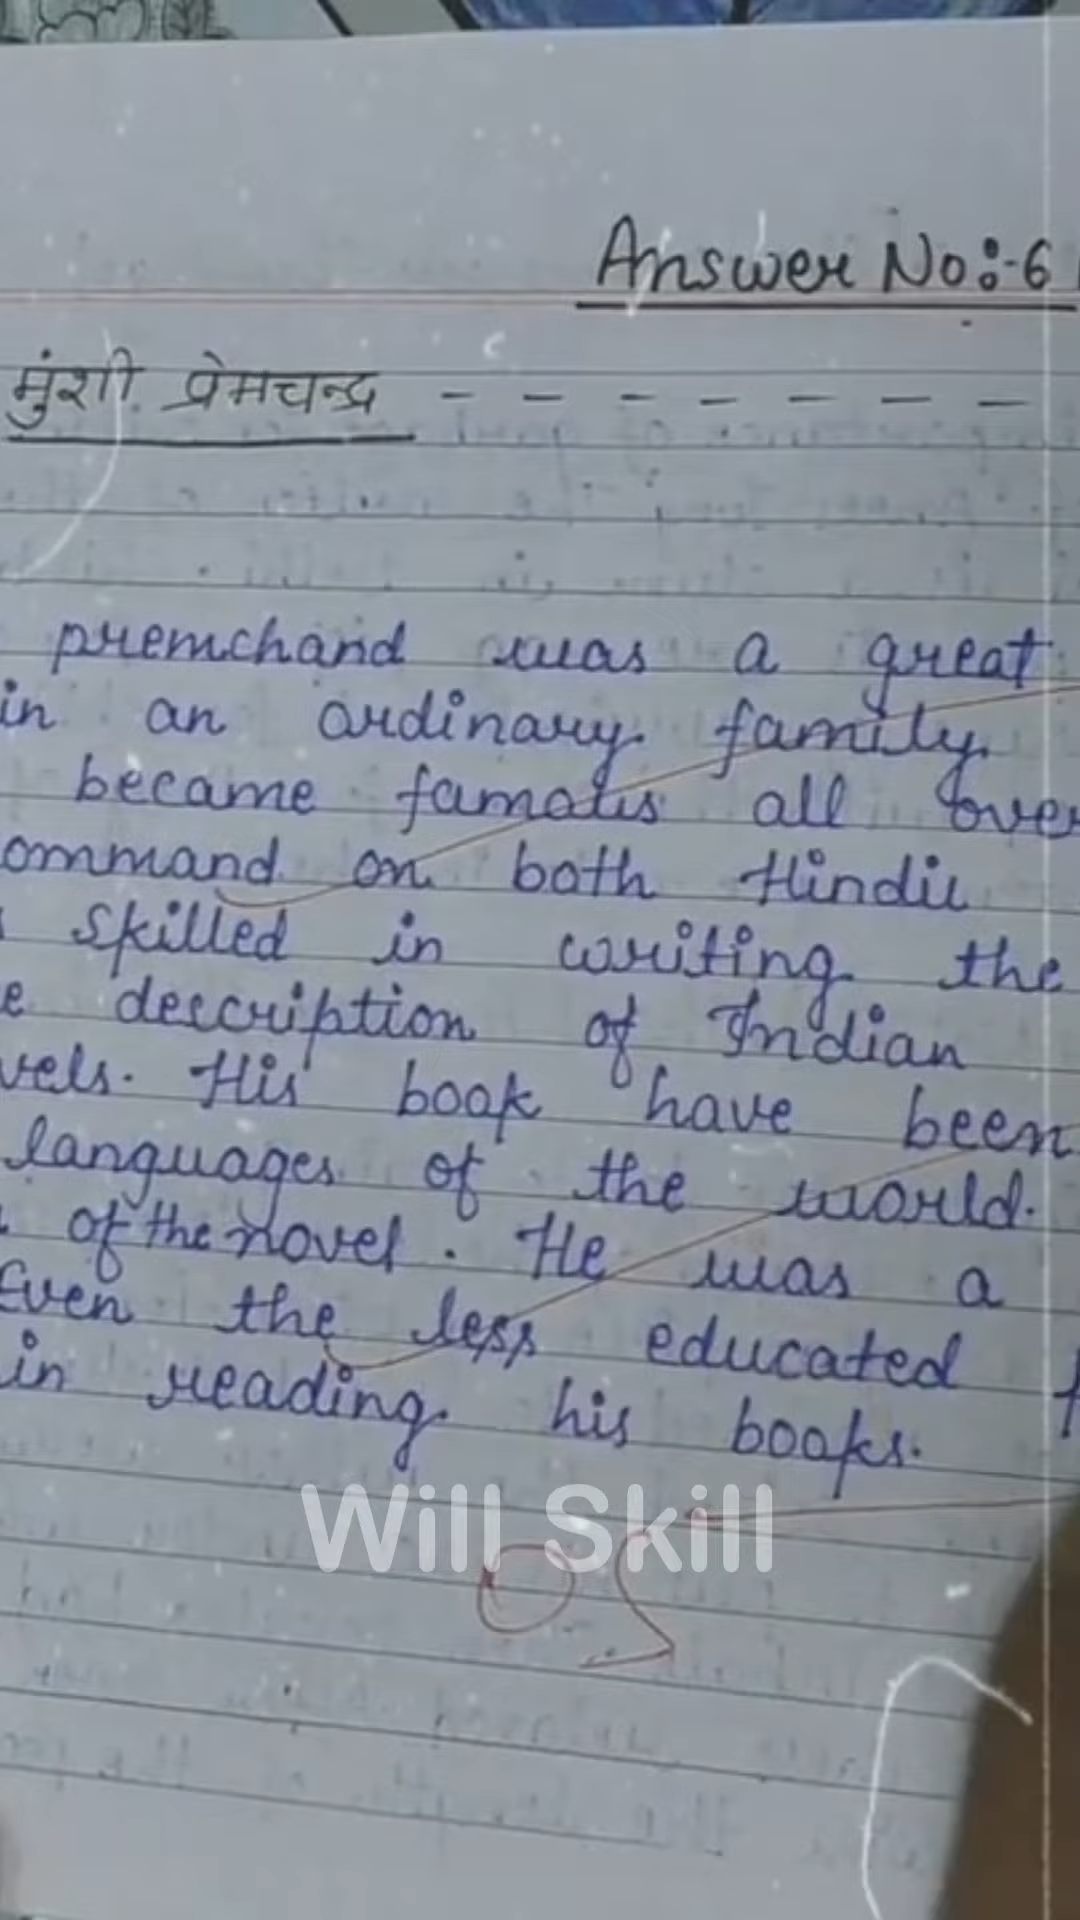 Answer No:-6
मुंशी प्रेमचन्द्र - - - - - - -
premchand was a great
in an ordinary family.
became famous all over
ommand on both Hindu
skilled in writing the
e description of Indian
vels. His book have been
languages of the world.
of the novel. He was a
Even the less educated
in reading his books.
Will Skill
05